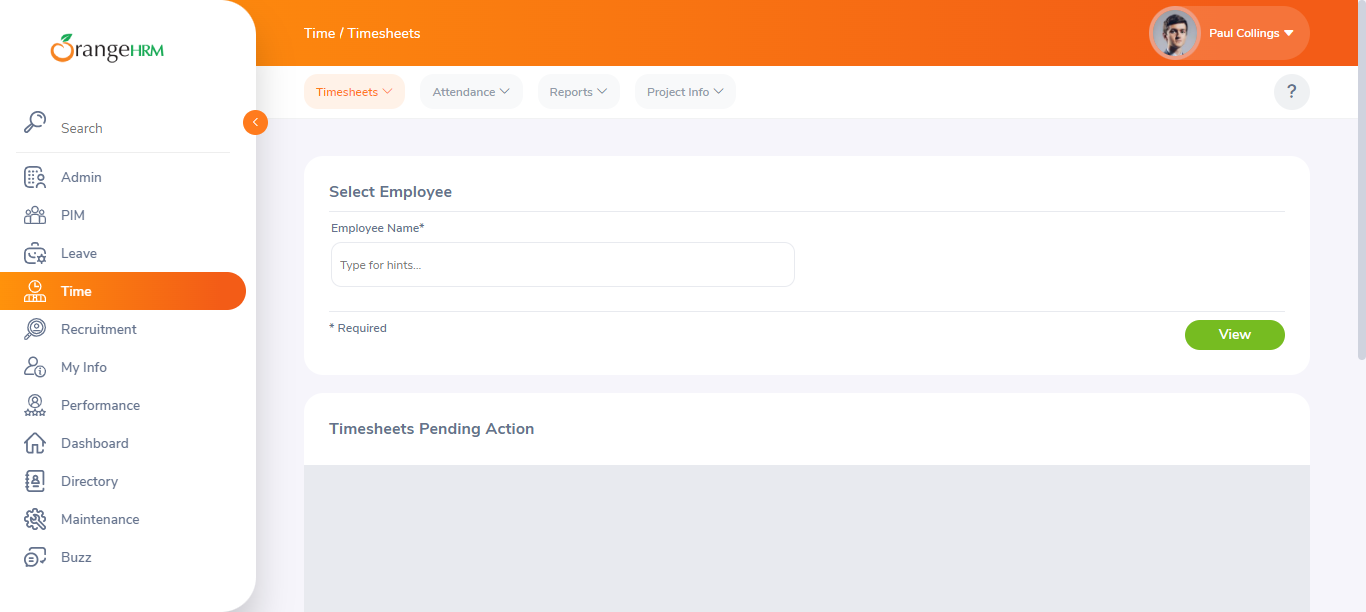 OrangeHRM
Search
Admin
PIM
Leave
Time
Recruitment
My Info
Performance
Dashboard
Directory
Maintenance
Buzz
Time / Timesheets
Paul Collings
Timesheets
Attendance
Reports
Project Info
?
Select Employee
Employee Name*
Type for hints...
* Required
View
Timesheets Pending Action